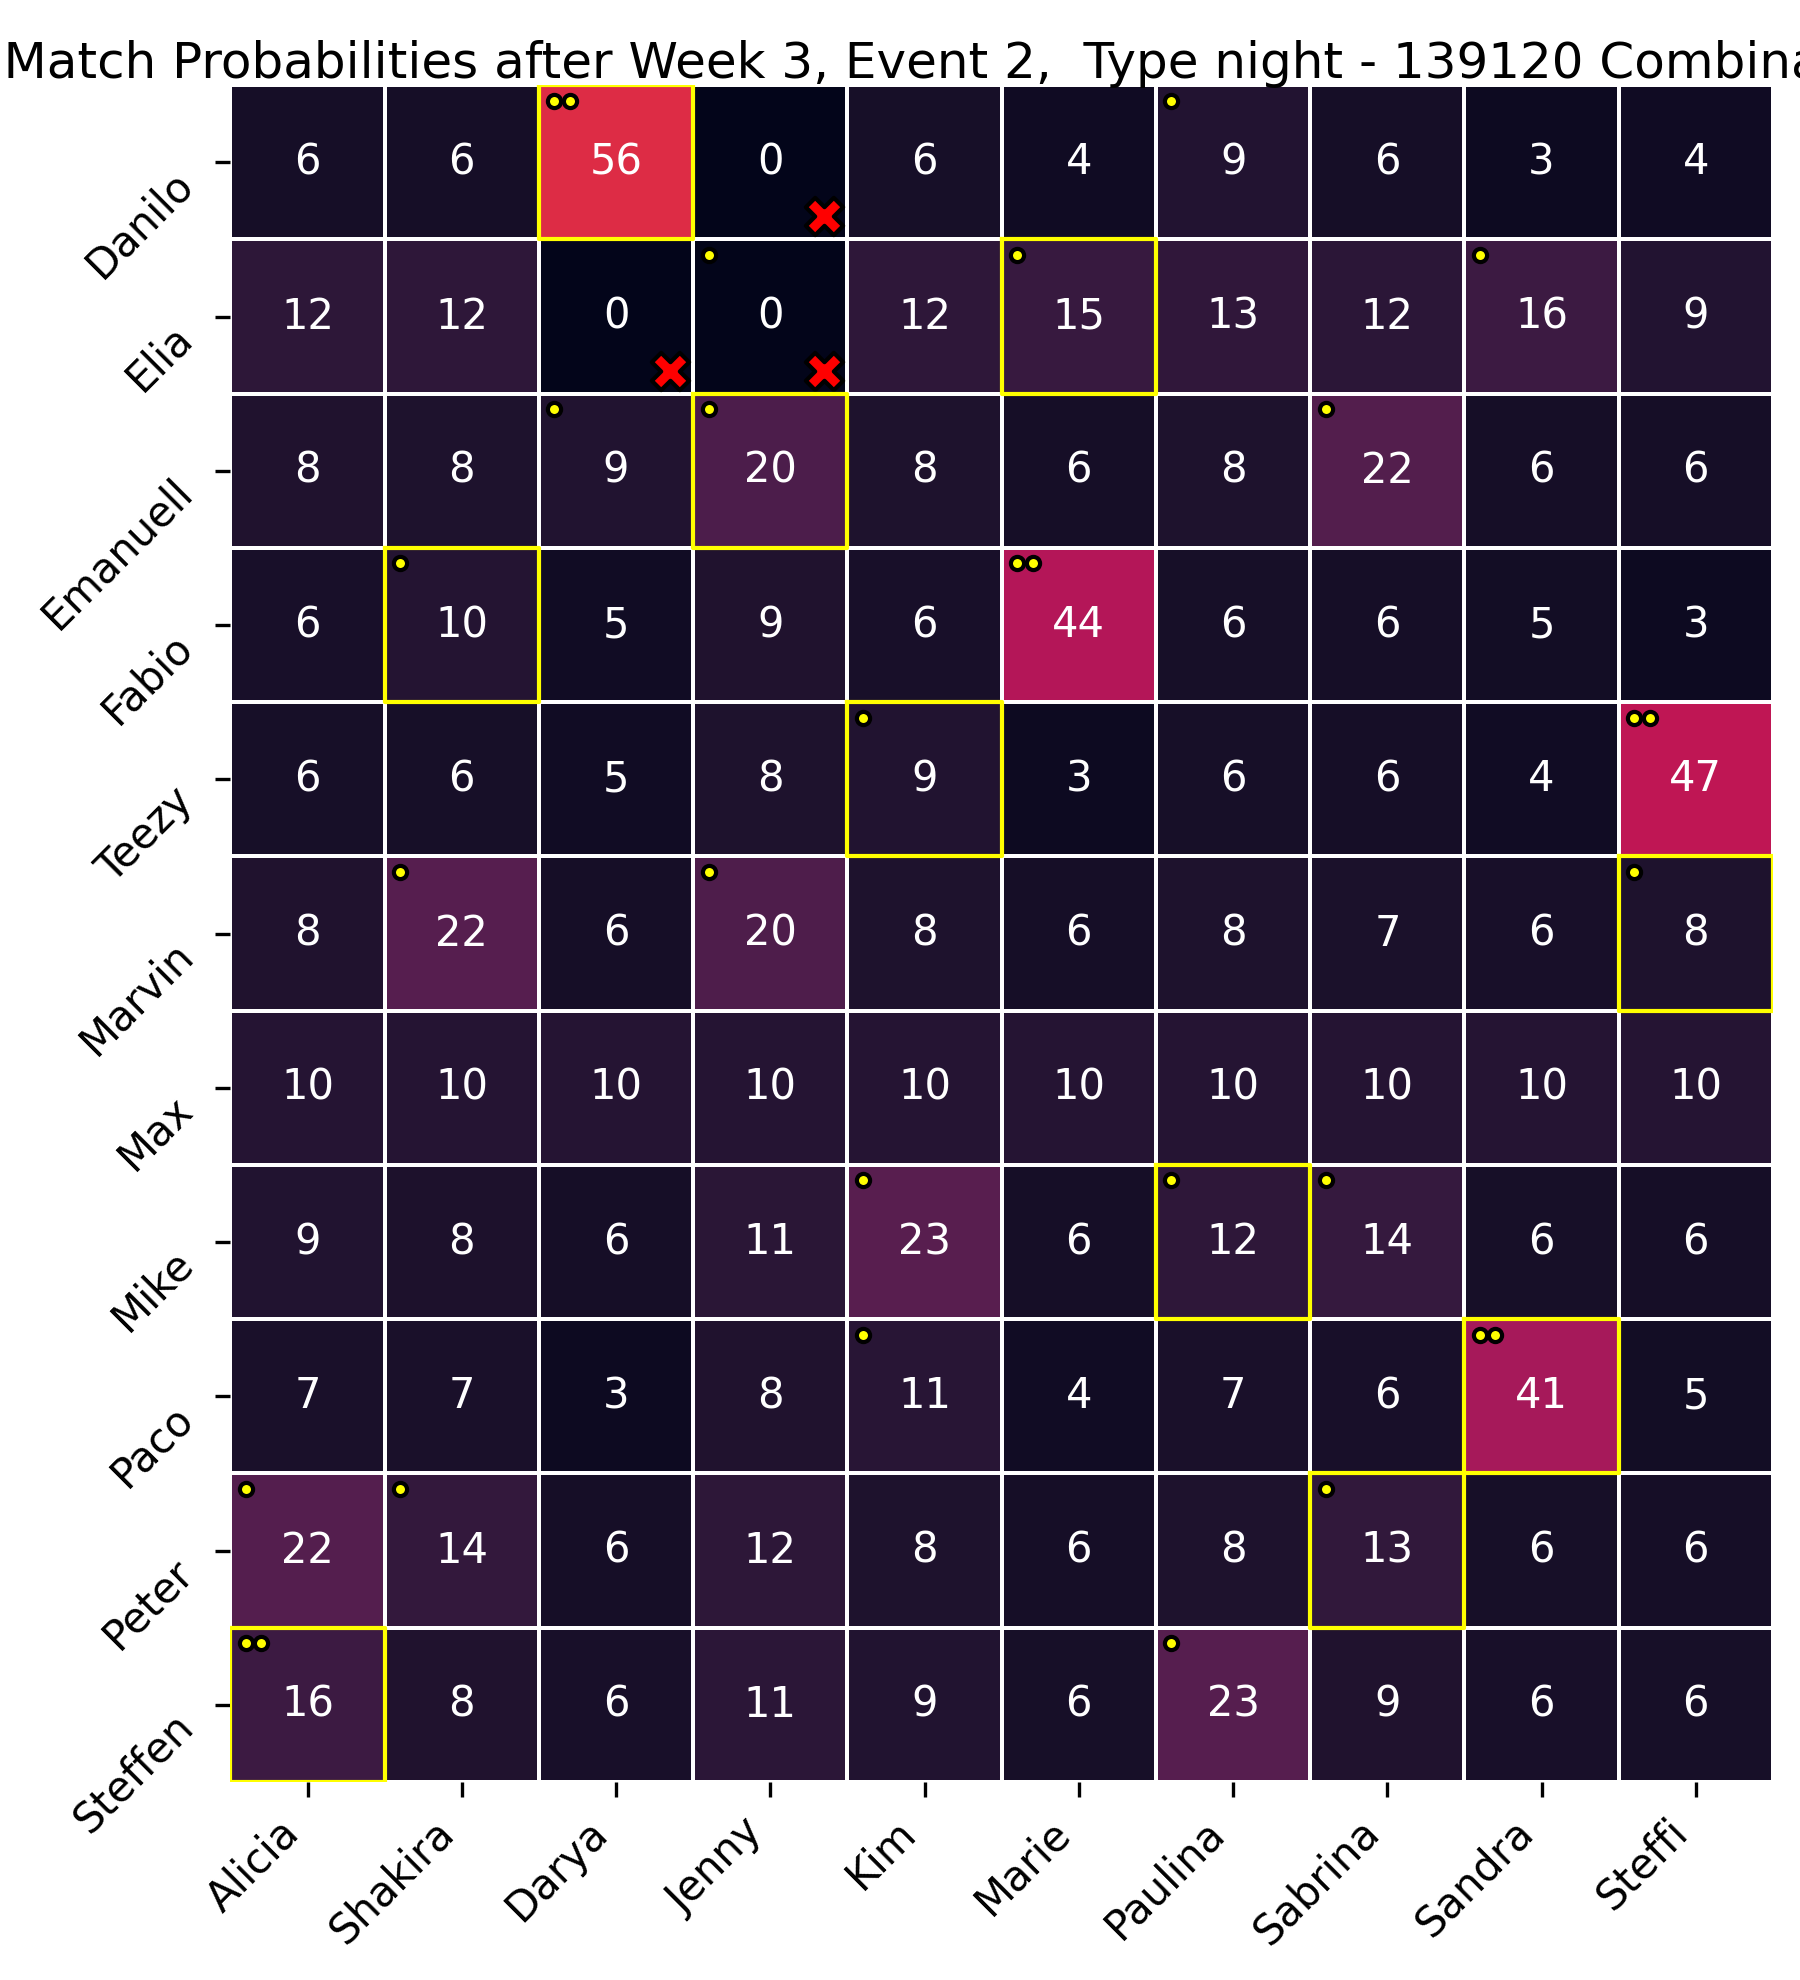 Match Probabilities after Week 3, Event 2, Type night - 139120
Danilo 6 6 56 0 6 4 9 6 3 4
Elia 12 12 0 0 12 15 13 12 16 9
Emanuell 8 8 9 20 8 6 8 22 6 6
Fabio 6 10 5 9 6 44 6 6 5 3
Teezy 6 6 5 8 9 3 6 6 4 47
Marvin 8 22 6 20 8 6 8 7 6 8
Max 10 10 10 10 10 10 10 10 10 10
Mike 9 8 6 11 23 6 12 14 6 6
Paco 7 7 3 8 11 4 7 6 41 5
Peter 22 14 6 12 8 6 8 13 6 6
Steffen 16 8 6 11 9 6 23 9 6 6
Alicia Shakira Darya Jenny Kim Marie Paulina Sabrina Sandra Steffi